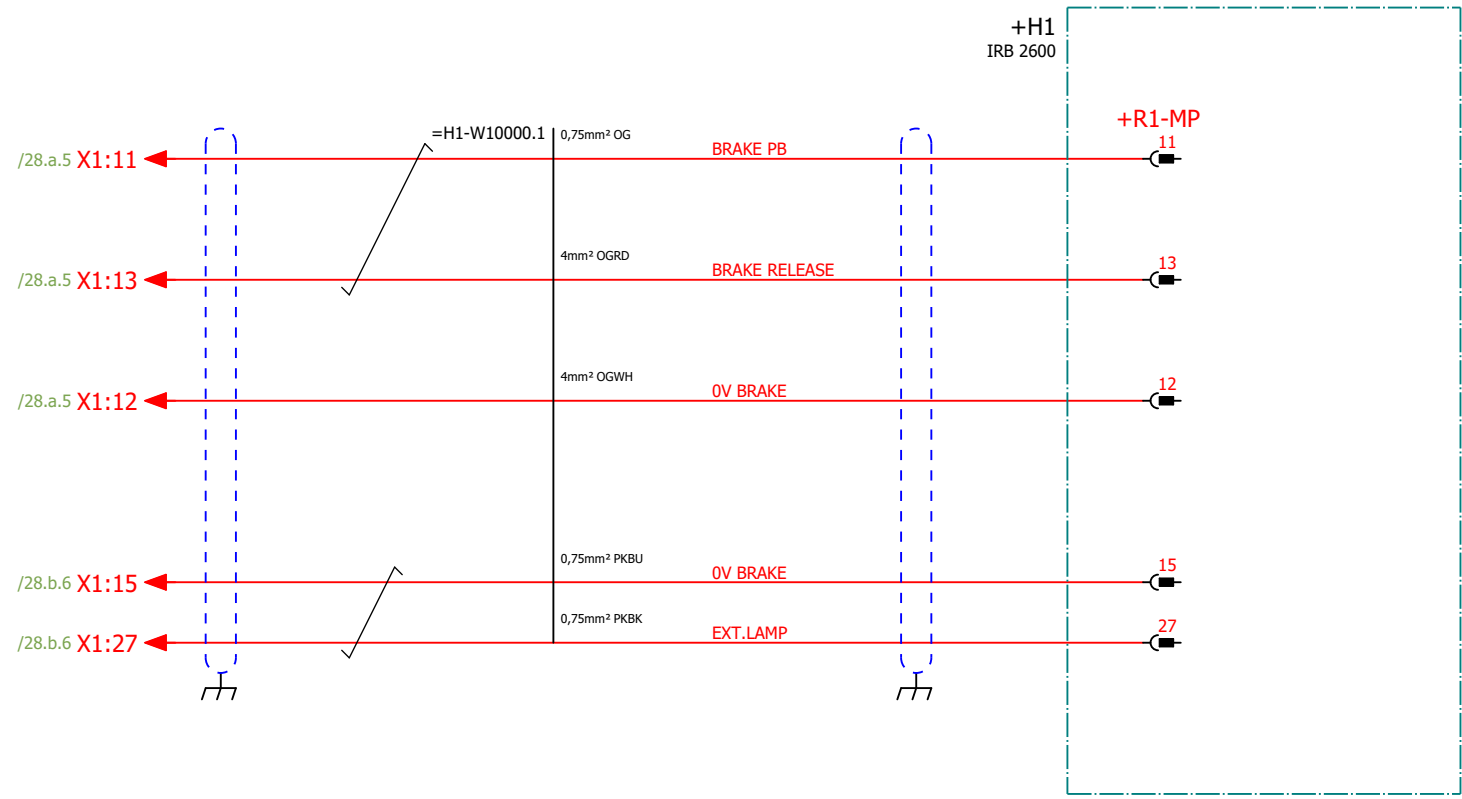 +H1
IRB 2600
+R1-MP
=H1-W10000.1
0,75mm² OG
/28.a.5 X1:11
BRAKE PB
11
4mm² OGRD
/28.a.5 X1:13
BRAKE RELEASE
13
4mm² OGWH
/28.a.5 X1:12
0V BRAKE
12
0,75mm² PKBU
/28.b.6 X1:15
0V BRAKE
15
0,75mm² PKBK
/28.b.6 X1:27
EXT.LAMP
27